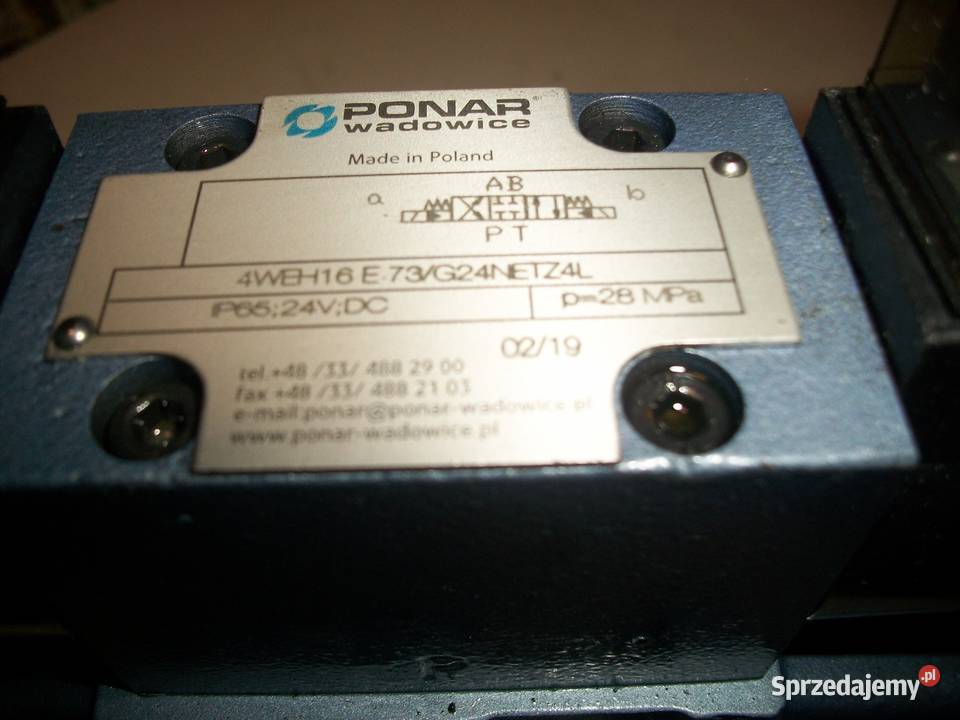 PONAR®
wadowice
Made in Poland
A B
a b
P T
4WEH16 E 73/G24NETZ4L
IP65;24V;DC p=28 MPa
02/19
tel.+48 /33/ 488 29 00
fax +48 /33/ 488 21 03
e-mail:ponar@ponar-wadowice.pl
www.ponar-wadowice.pl
Sprzedajemy.pl